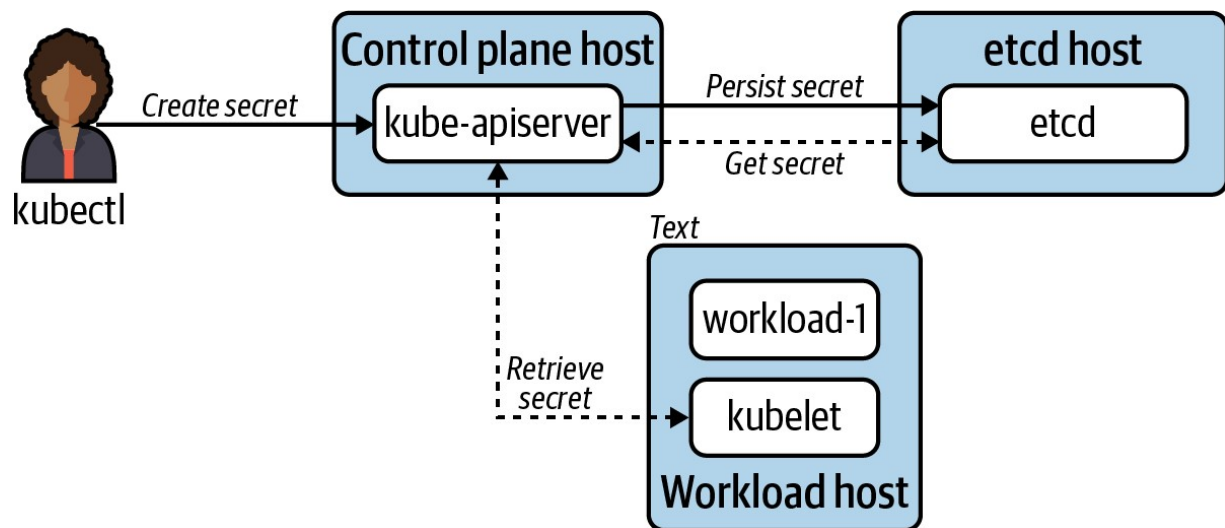 Control plane host
etcd host
Create secret
kube-apiserver
Persist secret
etcd
Get secret
kubectl
Text
workload-1
Retrieve
secret
kubelet
Workload host